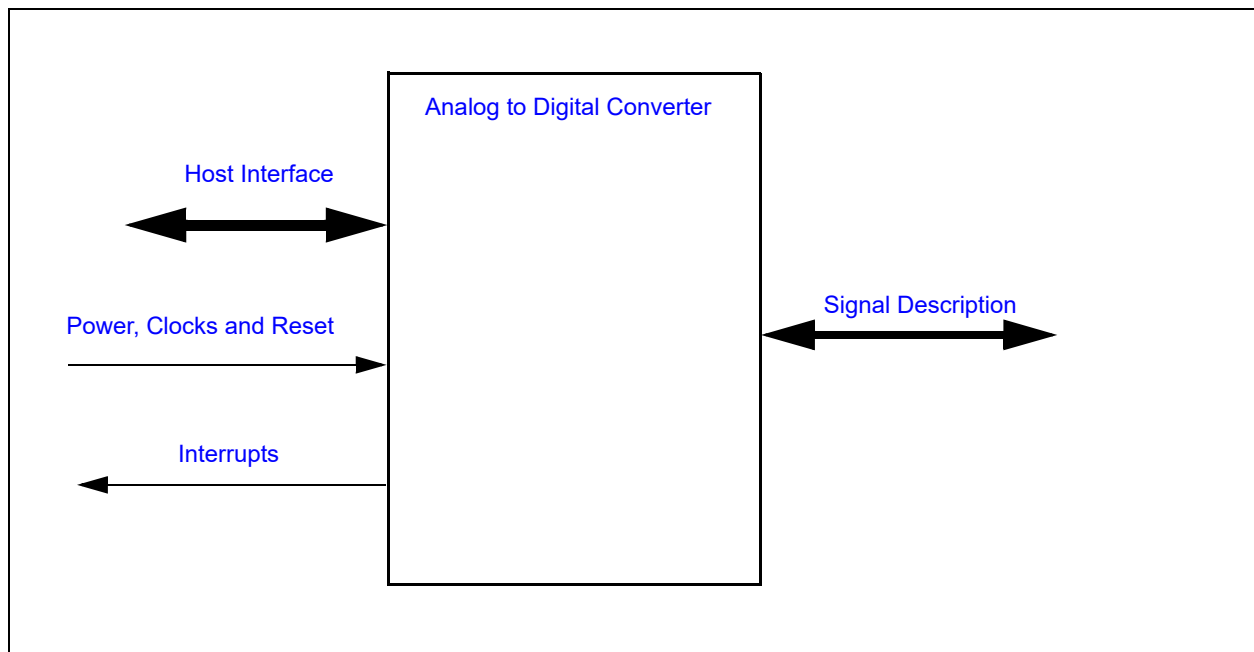 Analog to Digital Converter
Host Interface
Signal Description
Power, Clocks and Reset
Interrupts